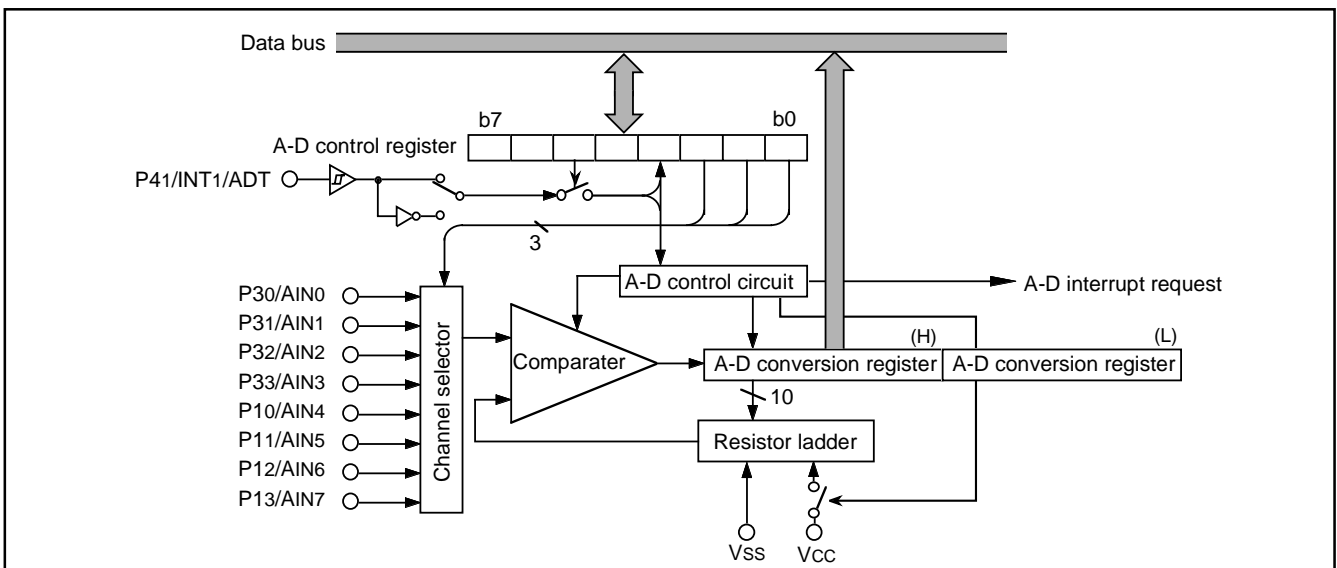 Data bus
b7
b0
A-D control register
P41/INT1/ADT
3
A-D control circuit
A-D interrupt request
P30/AIN0
P31/AIN1
P32/AIN2
P33/AIN3
P10/AIN4
P11/AIN5
P12/AIN6
P13/AIN7
Channel selector
Comparater
(H)
(L)
A-D conversion register
A-D conversion register
10
Resistor ladder
VSS
VCC